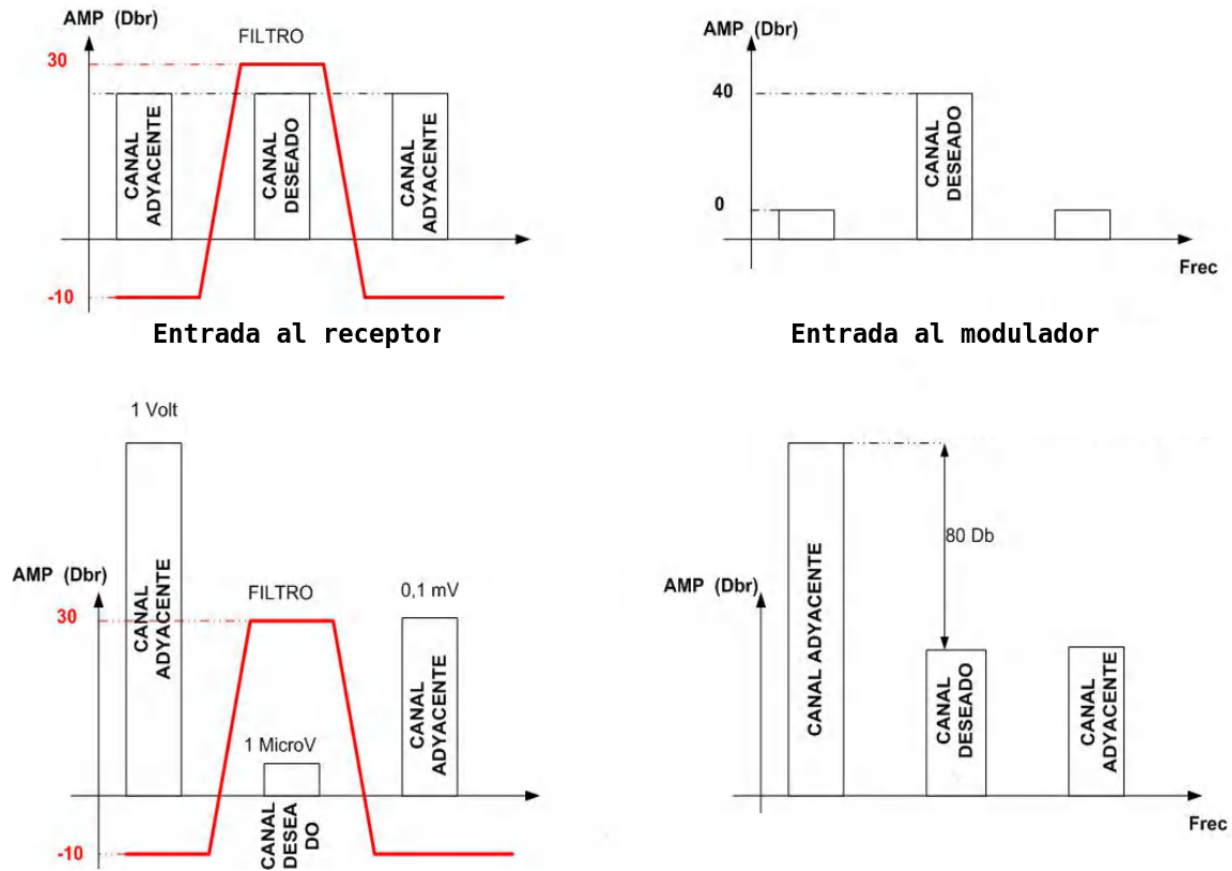 AMP (Dbr)
FILTRO
30
CANAL
ADYACENTE
CANAL
DESEADO
CANAL
ADYACENTE
-10
Entrada al receptor
AMP (Dbr)
40
CANAL
DESEADO
0
Frec
Entrada al modulador
1 Volt
AMP (Dbr)
FILTRO
0,1 mV
30
CANAL
ADYACENTE
1 MicroV
CANAL
DESEA
DO
CANAL
ADYACENTE
-10
80 Db
AMP (Dbr)
CANAL ADYACENTE
CANAL
DESEADO
CANAL
ADYACENTE
Frec